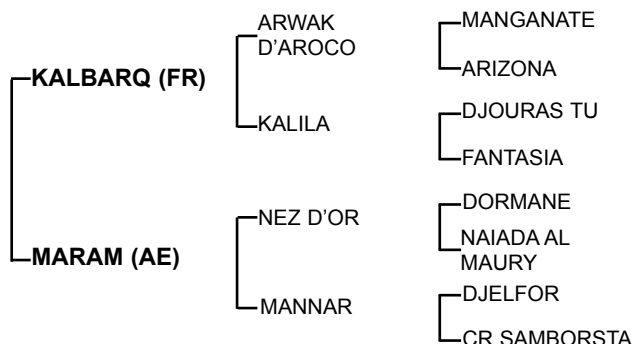 ARWAK
D'AROCO
MANGANATE
KALBARQ (FR)
ARIZONA
KALILA
DJOURAS TU
FANTASIA
NEZ D'OR
DORMANE
MARAM (AE)
NAIADA AL
MAURY
MANNAR
DJELFOR
CR SAMBORSTA